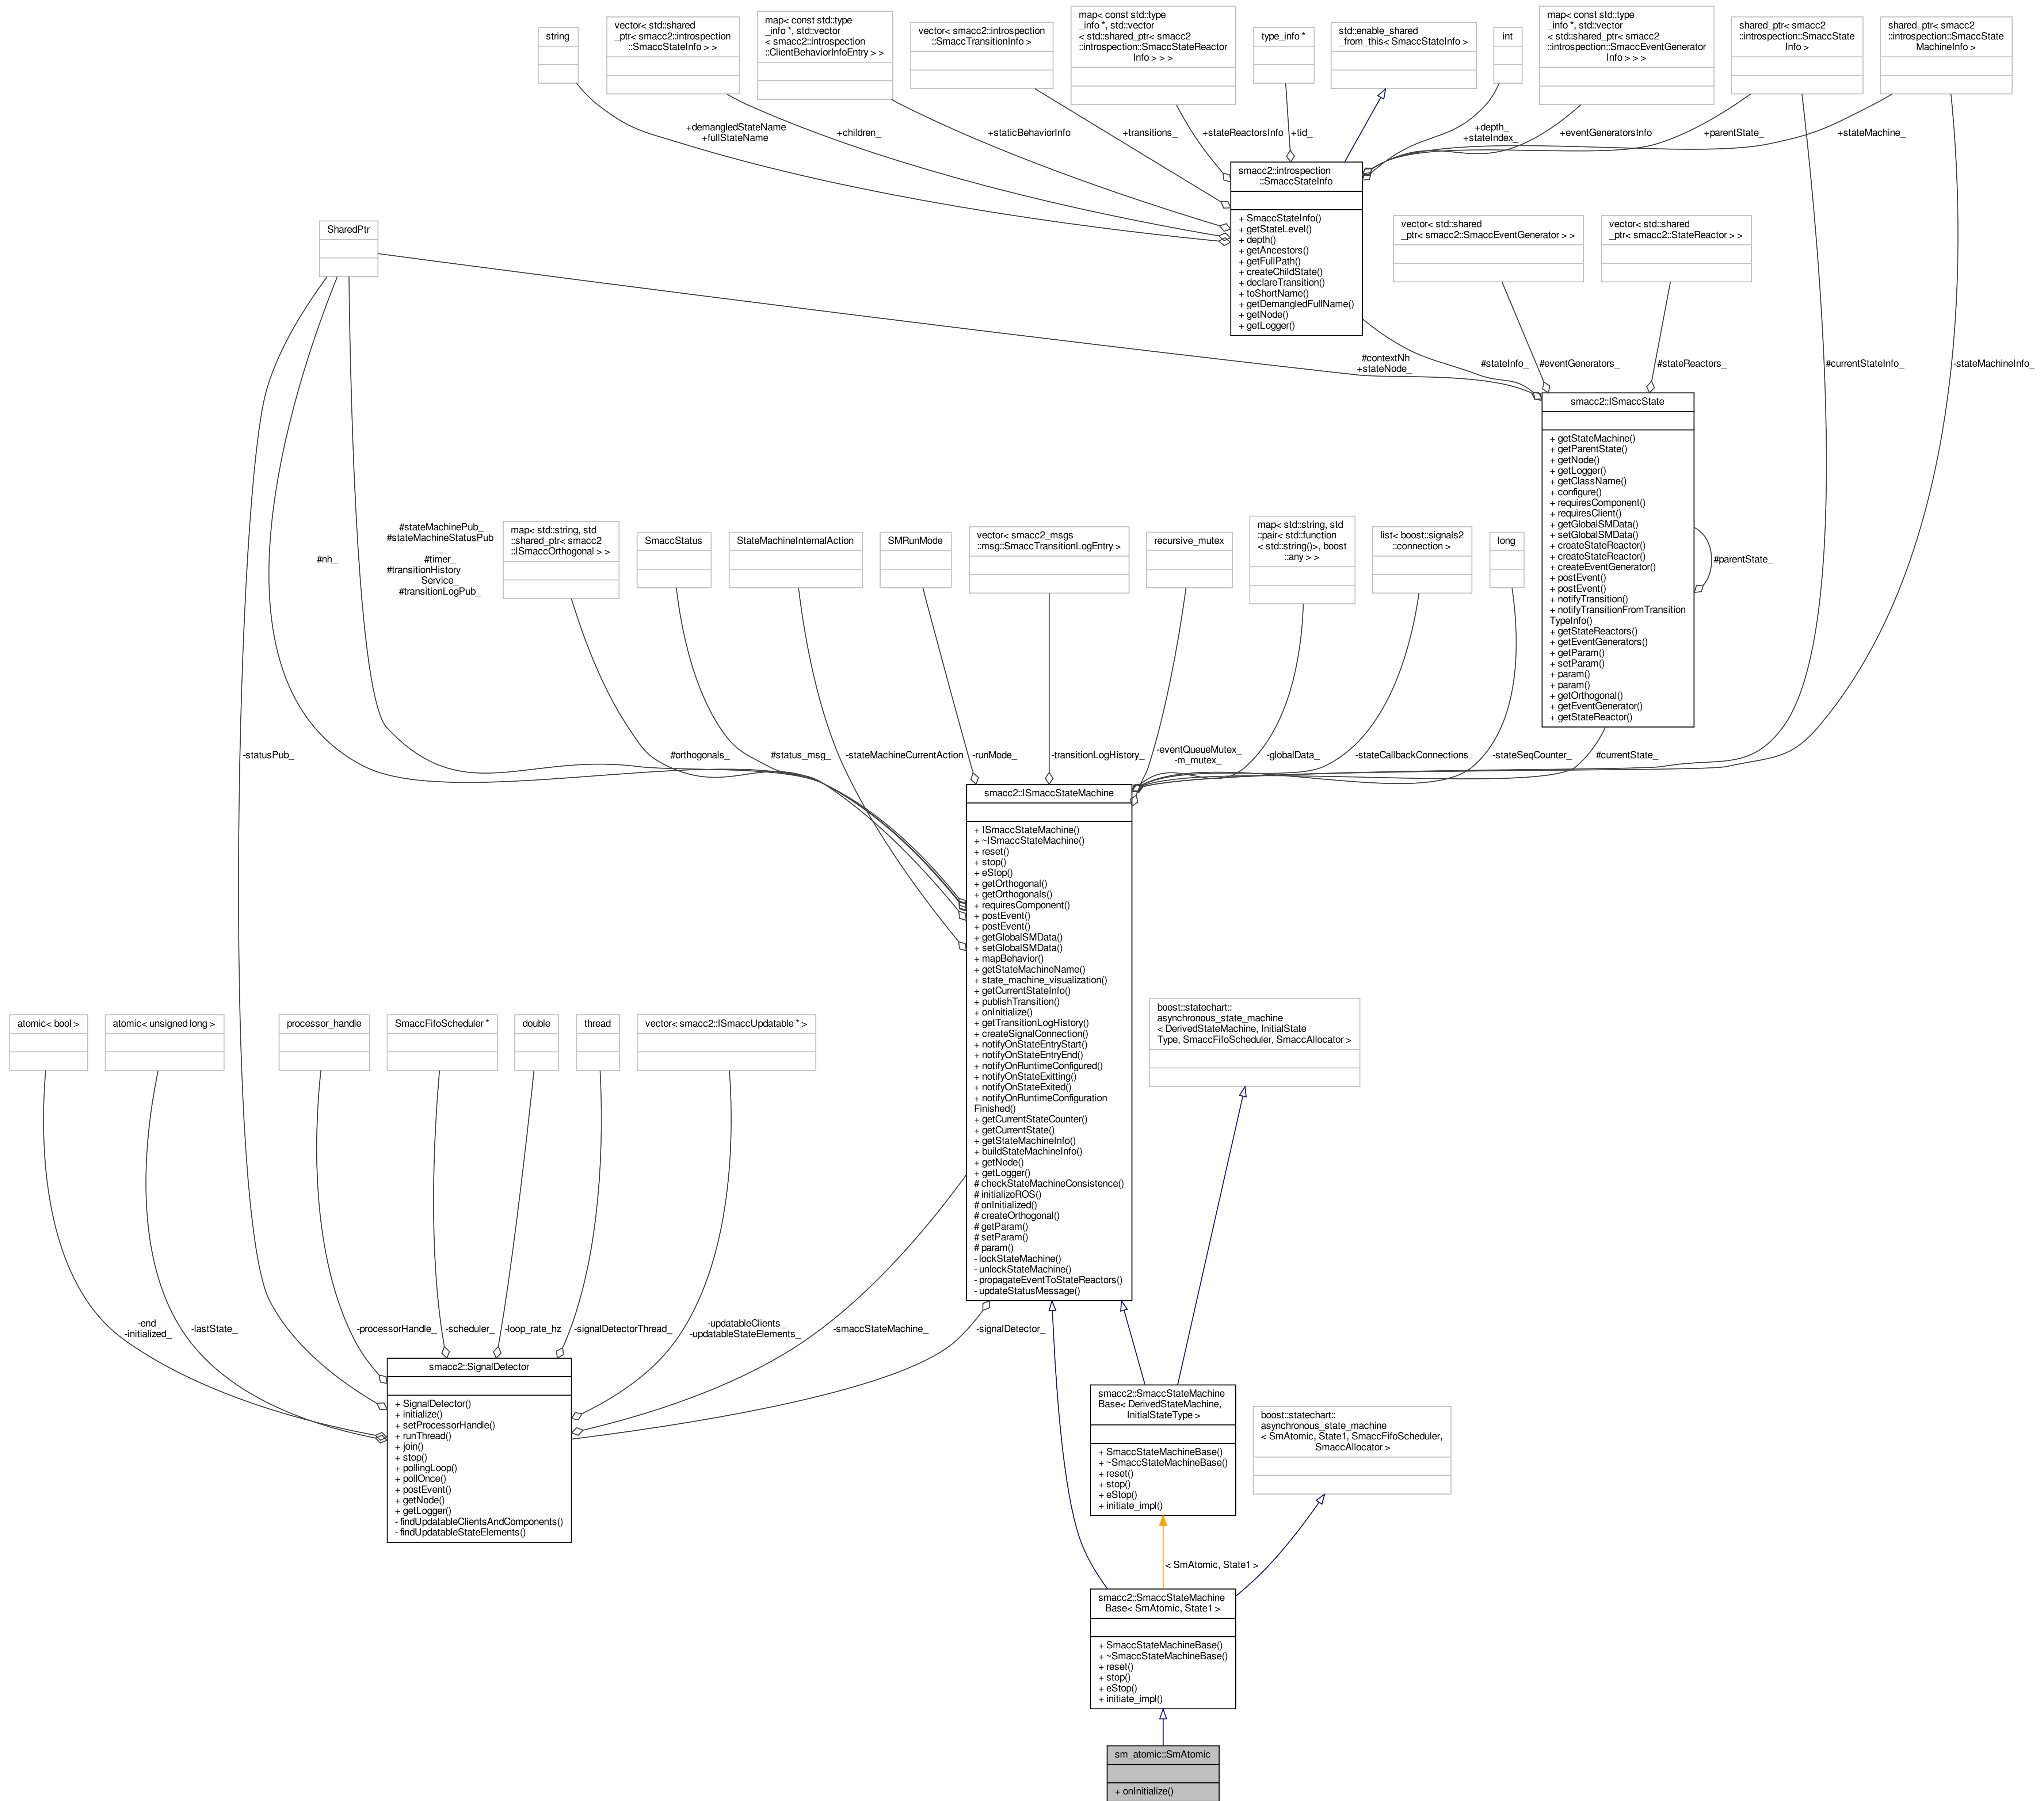 string
vector< std::shared
_ptr< smacc2::introspection
::SmaccStateInfo > >
map< const std::type
_info *, std::vector
< smacc2::introspection
::ClientBehaviorInfoEntry > >
vector< smacc2::introspection
::SmaccTransitionInfo >
map< const std::type
_info *, std::vector
< std::shared_ptr< smacc2
::introspection::SmaccStateReactor
Info > > >
type_info *
std::enable_shared
_from_this< SmaccStateInfo >
int
map< const std::type
_info *, std::vector
< std::shared_ptr< smacc2
::introspection::SmaccEventGenerator
Info > > >
shared_ptr< smacc2
::introspection::SmaccState
Info >
shared_ptr< smacc2
::introspection::SmaccState
MachineInfo >
+demangledStateName
+fullStateName
+children_
+staticBehaviorInfo
+transitions_
+stateReactorsInfo
+tid_
+depth_
+stateIndex_
+eventGeneratorsInfo
+parentState_
+stateMachine_
smacc2::introspection
::SmaccStateInfo
+ SmaccStateInfo()
+ getStateLevel()
+ depth()
+ getAncestors()
+ getFullPath()
+ createChildState()
+ declareTransition()
+ toShortName()
+ getDemangledFullName()
+ getNode()
+ getLogger()
SharedPtr
vector< std::shared
_ptr< smacc2::SmaccEventGenerator > >
vector< std::shared
_ptr< smacc2::StateReactor > >
#contextNh
+stateNode_
#stateInfo_
#eventGenerators_
#stateReactors_
#currentStateInfo_
-stateMachineInfo_
smacc2::ISmaccState
+ getStateMachine()
+ getParentState()
+ getNode()
+ getLogger()
+ getClassName()
+ configure()
+ requiresComponent()
+ requiresClient()
+ getGlobalSMData()
+ setGlobalSMData()
+ createStateReactor()
+ createStateReactor()
+ createEventGenerator()
+ postEvent()
+ postEvent()
+ notifyTransition()
+ notifyTransitionFromTransition
TypeInfo()
+ getStateReactors()
+ getEventGenerators()
+ getParam()
+ setParam()
+ param()
+ param()
+ getOrthogonal()
+ getEventGenerator()
+ getStateReactor()
#parentState_
#nh_
#stateMachinePub_
#stateMachineStatusPub
_
#timer_
#transitionHistory
Service_
#transitionLogPub_
map< std::string, std
::shared_ptr< smacc2
::ISmaccOrthogonal > >
SmaccStatus
StateMachineInternalAction
SMRunMode
vector< smacc2_msgs
::msg::SmaccTransitionLogEntry >
recursive_mutex
map< std::string, std
::pair< std::function
< std::string()>, boost
::any > >
list< boost::signals2
::connection >
long
-statusPub_
#orthogonals_
#status_msg_
-stateMachineCurrentAction
-runMode_
-transitionLogHistory_
-eventQueueMutex_
-m_mutex_
-globalData_
-stateCallbackConnections
-stateSeqCounter_
#currentState_
smacc2::ISmaccStateMachine
+ ISmaccStateMachine()
+ ~ISmaccStateMachine()
+ reset()
+ stop()
+ eStop()
+ getOrthogonal()
+ getOrthogonals()
+ requiresComponent()
+ postEvent()
+ postEvent()
+ getGlobalSMData()
+ setGlobalSMData()
+ mapBehavior()
+ getStateMachineName()
+ state_machine_visualization()
+ getCurrentStateInfo()
+ publishTransition()
+ onInitialize()
+ getTransitionLogHistory()
+ createSignalConnection()
+ notifyOnStateEntryStart()
+ notifyOnStateEntryEnd()
+ notifyOnRuntimeConfigured()
+ notifyOnStateExitting()
+ notifyOnStateExited()
+ notifyOnRuntimeConfiguration
Finished()
+ getCurrentStateCounter()
+ getCurrentState()
+ getStateMachineInfo()
+ buildStateMachineInfo()
+ getNode()
+ getLogger()
# checkStateMachineConsistence()
# initializeROS()
# onInitialized()
# createOrthogonal()
# getParam()
# setParam()
# param()
- lockStateMachine()
- unlockStateMachine()
- propagateEventToStateReactors()
- updateStatusMessage()
atomic< bool >
atomic< unsigned long >
processor_handle
SmaccFifoScheduler *
double
thread
vector< smacc2::ISmaccUpdatable * >
boost::statechart::
asynchronous_state_machine
< DerivedStateMachine, InitialState
Type, SmaccFifoScheduler, SmaccAllocator >
-end_
-initialized_
-lastState_
-processorHandle_
-scheduler_
-loop_rate_hz
-signalDetectorThread_
-updatableClients_
-updatableStateElements_
-smaccStateMachine_
-signalDetector_
smacc2::SignalDetector
+ SignalDetector()
+ initialize()
+ setProcessorHandle()
+ runThread()
+ join()
+ stop()
+ pollingLoop()
+ pollOnce()
+ postEvent()
+ getNode()
+ getLogger()
- findUpdatableClientsAndComponents()
- findUpdatableStateElements()
smacc2::SmaccStateMachine
Base< DerivedStateMachine,
InitialStateType >
+ SmaccStateMachineBase()
+ ~SmaccStateMachineBase()
+ reset()
+ stop()
+ eStop()
+ initiate_impl()
boost::statechart::
asynchronous_state_machine
< SmAtomic, State1, SmaccFifoScheduler,
SmaccAllocator >
< SmAtomic, State1 >
smacc2::SmaccStateMachine
Base< SmAtomic, State1 >
+ SmaccStateMachineBase()
+ ~SmaccStateMachineBase()
+ reset()
+ stop()
+ eStop()
+ initiate_impl()
sm_atomic::SmAtomic
+ onInitialize()